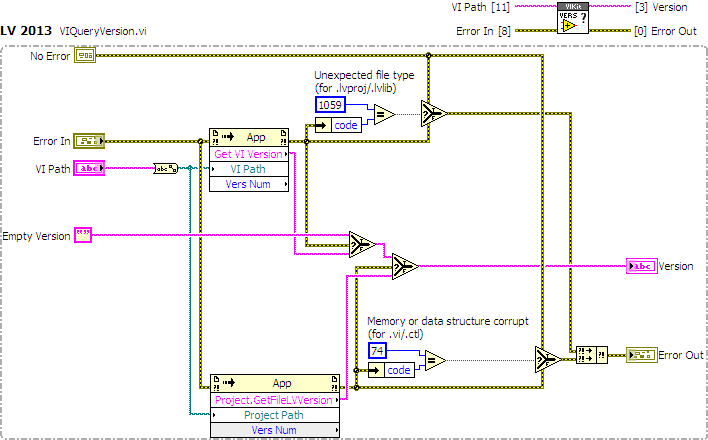 VI Path [11]
VIKit
VERS
?
[3] Version
Error In [8]
[0] Error Out
LV 2013 VIQueryVersion.vi
No Error
Unexpected file type
(for .lvproj/.lvlib)
1059
=
code
?
T
F
Error In
App
Get VI Version
VI Path
abc
abc
VI Path
Vers Num
Empty Version
""
?
T
F
?
T
F
abc
Version
Memory or data structure corrupt
(for .vi/.ctl)
74
=
code
?
T
F
?!
?!
?!
Error Out
App
Project.GetFileLVVersion
Project Path
Vers Num